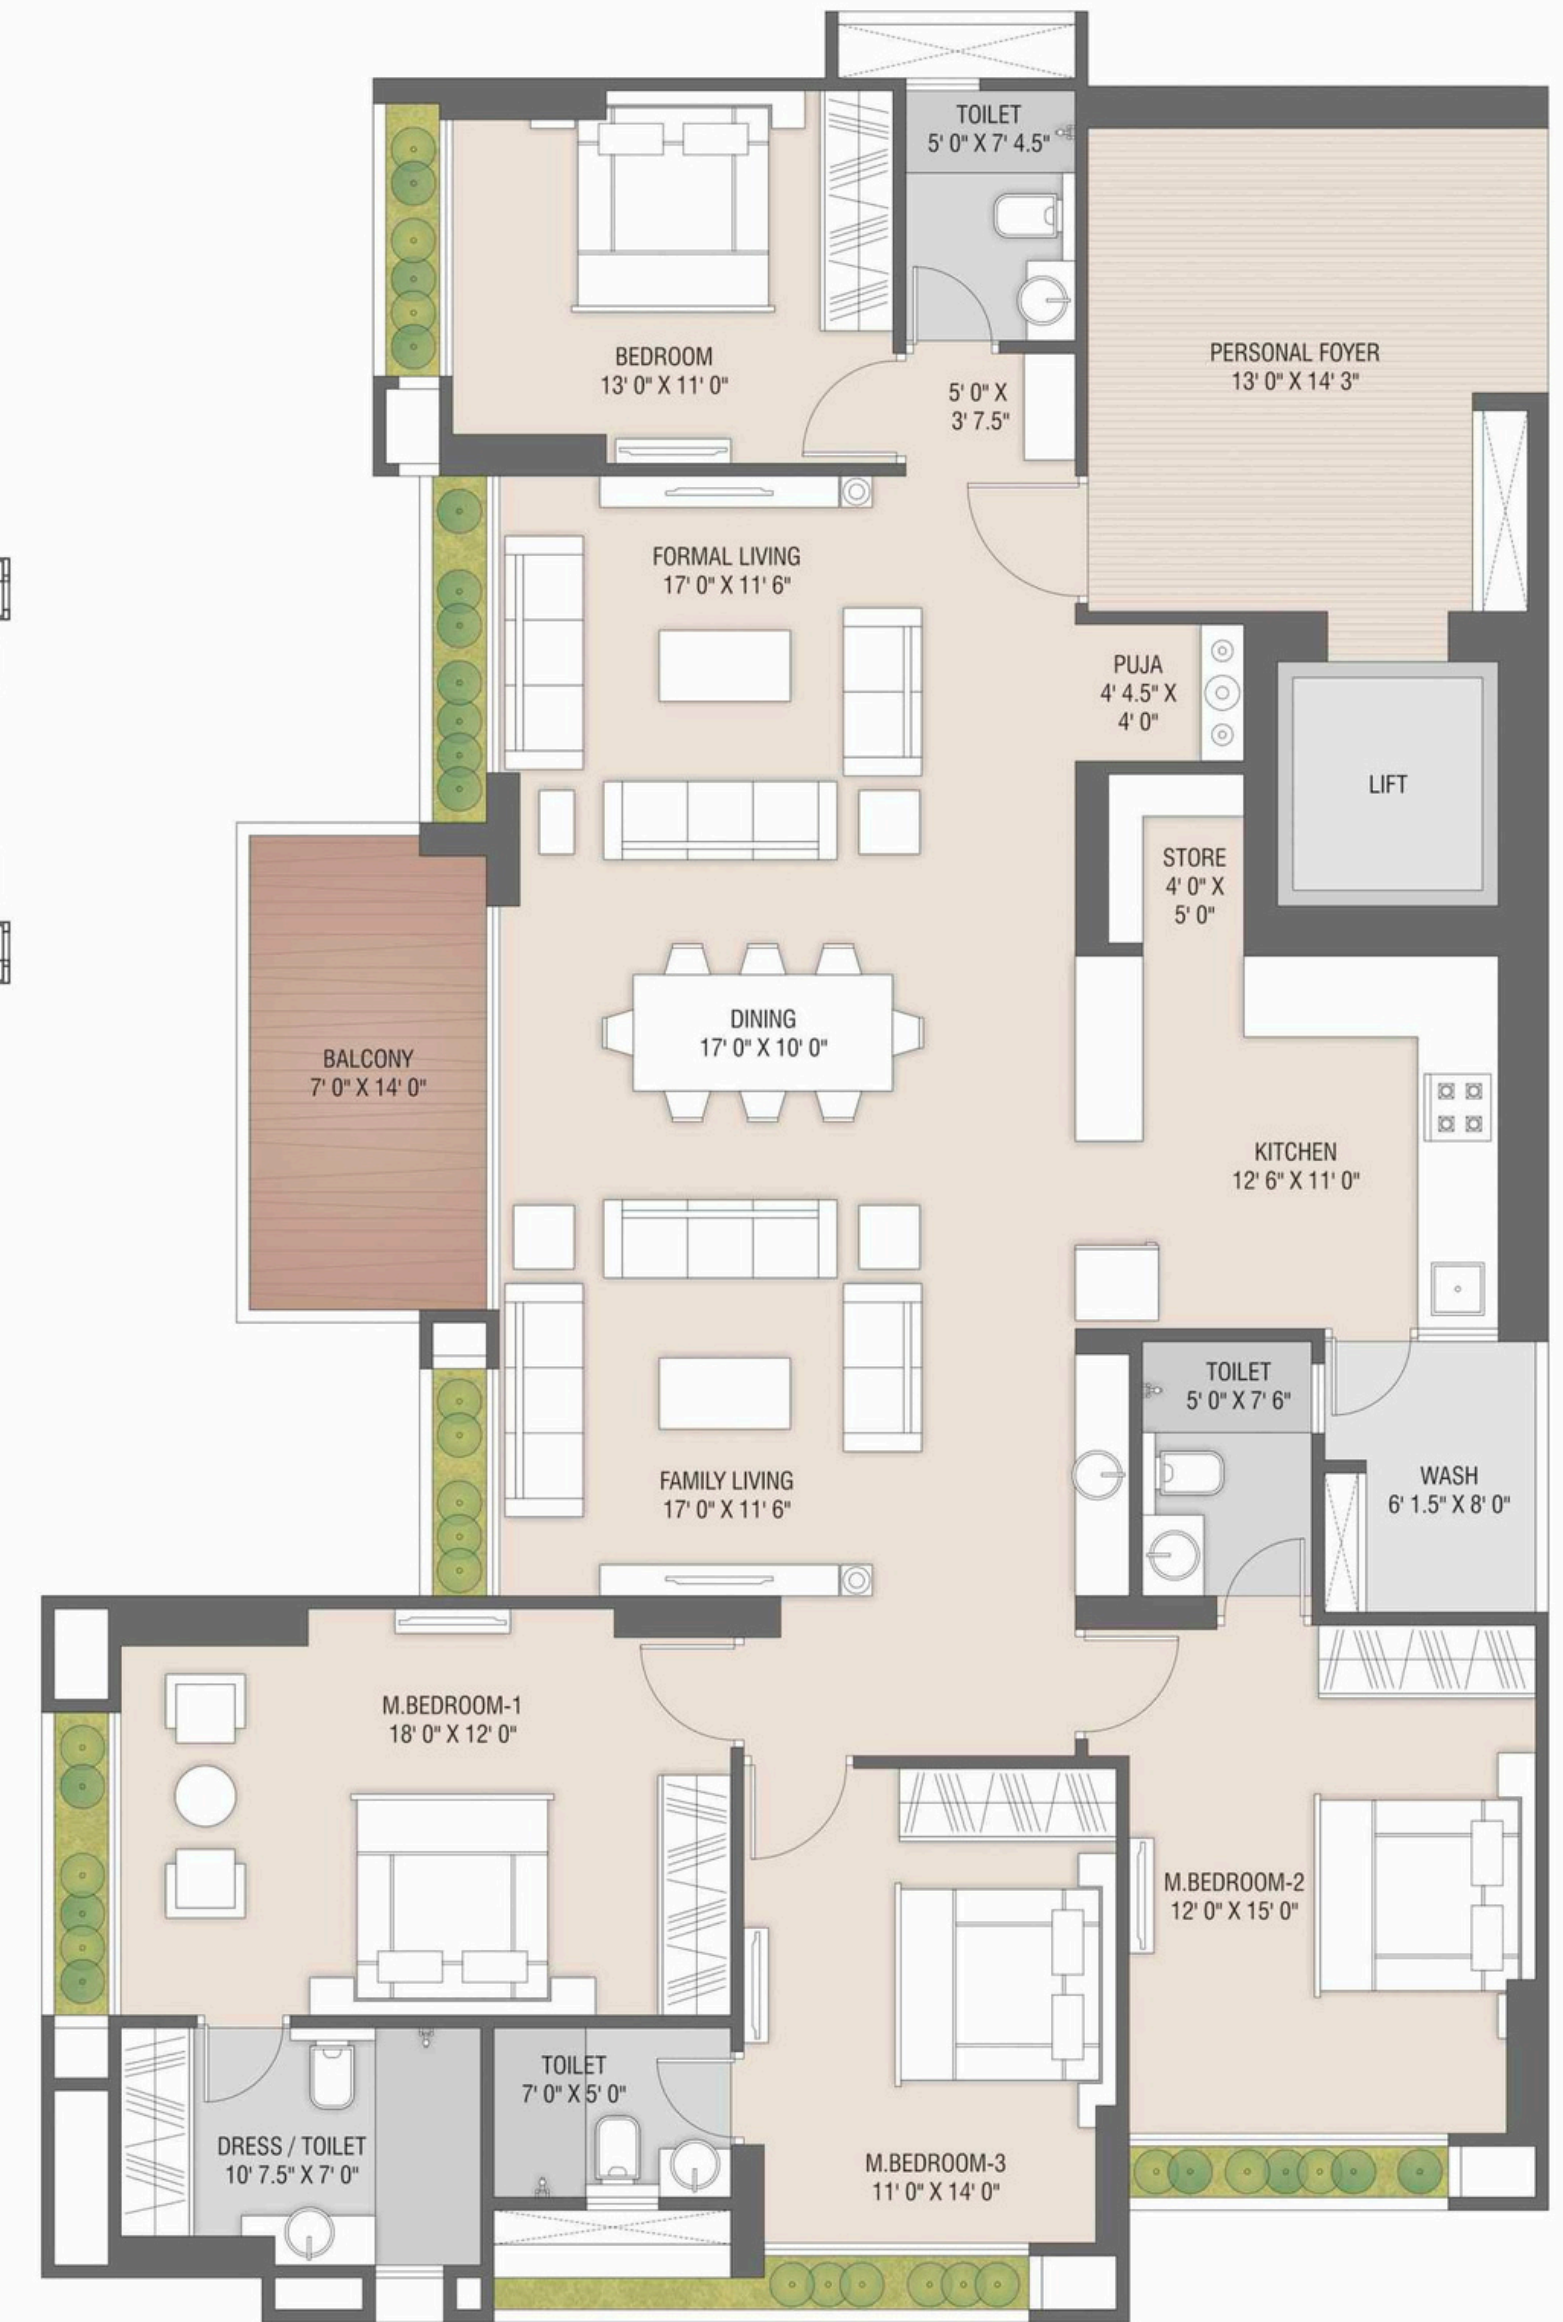 TOILET
5' 0" X 7' 4.5"
BEDROOM
13' 0" X 11' 0"
5' 0" X
3' 7.5"
PERSONAL FOYER
13' 0" X 14' 3"
FORMAL LIVING
17' 0" X 11' 6"
PUJA
4' 4.5" X
4' 0"
LIFT
STORE
4' 0" X
5' 0"
DINING
17' 0" X 10' 0"
BALCONY
7' 0" X 14' 0"
KITCHEN
12' 6" X 11' 0"
TOILET
5' 0" X 7' 6"
FAMILY LIVING
17' 0" X 11' 6"
WASH
6' 1.5" X 8' 0"
M.BEDROOM-1
18' 0" X 12' 0"
M.BEDROOM-2
12' 0" X 15' 0"
TOILET
7' 0" X 5' 0"
DRESS / TOILET
10' 7.5" X 7' 0"
M.BEDROOM-3
11' 0" X 14' 0"